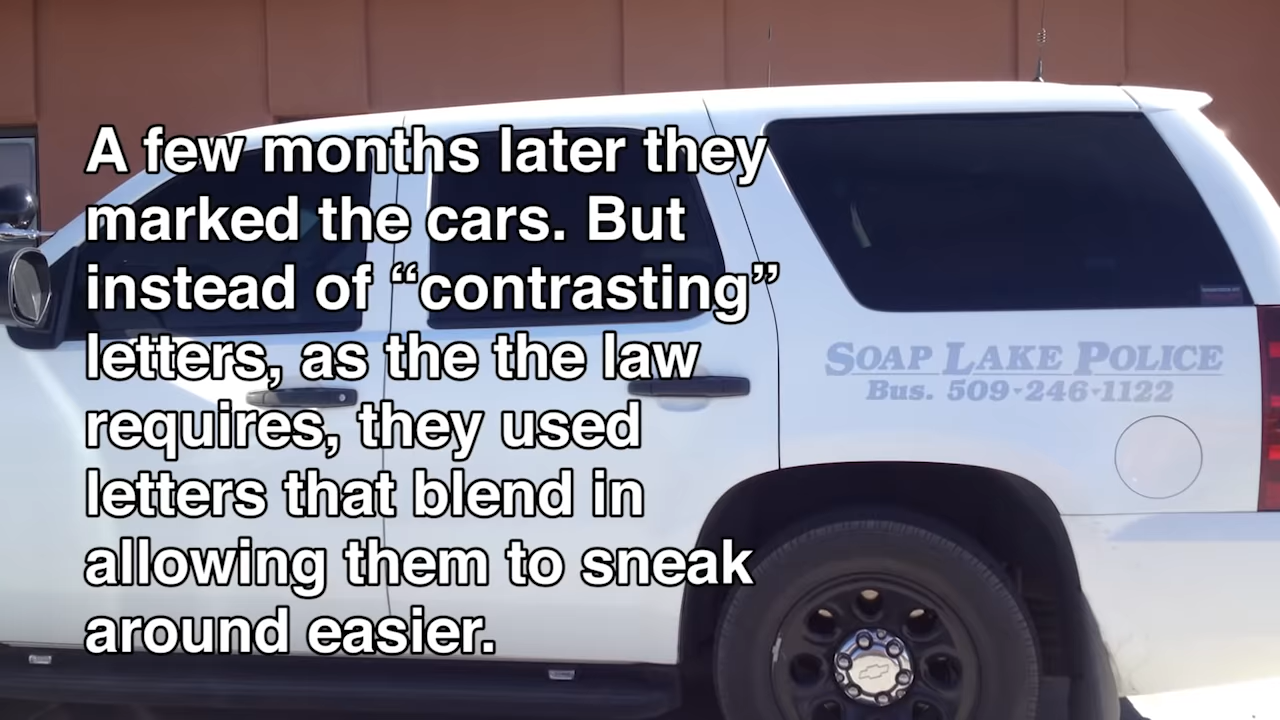 A few months later they
marked the cars. But
instead of “contrasting”
letters, as the the law
requires, they used
letters that blend in
allowing them to sneak
around easier.
SOAP LAKE POLICE
Bus. 509-246-1122